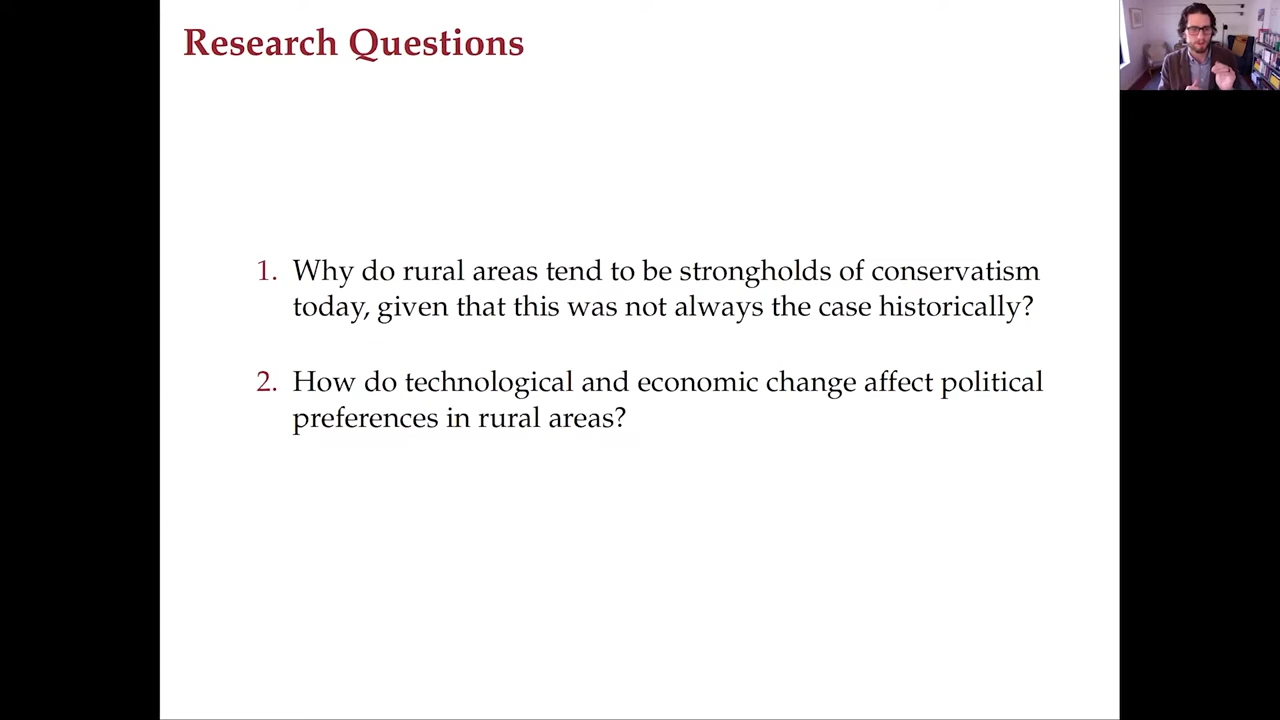 Research Questions
1. Why do rural areas tend to be strongholds of conservatism
today, given that this was not always the case historically?
2. How do technological and economic change affect political
preferences in rural areas?